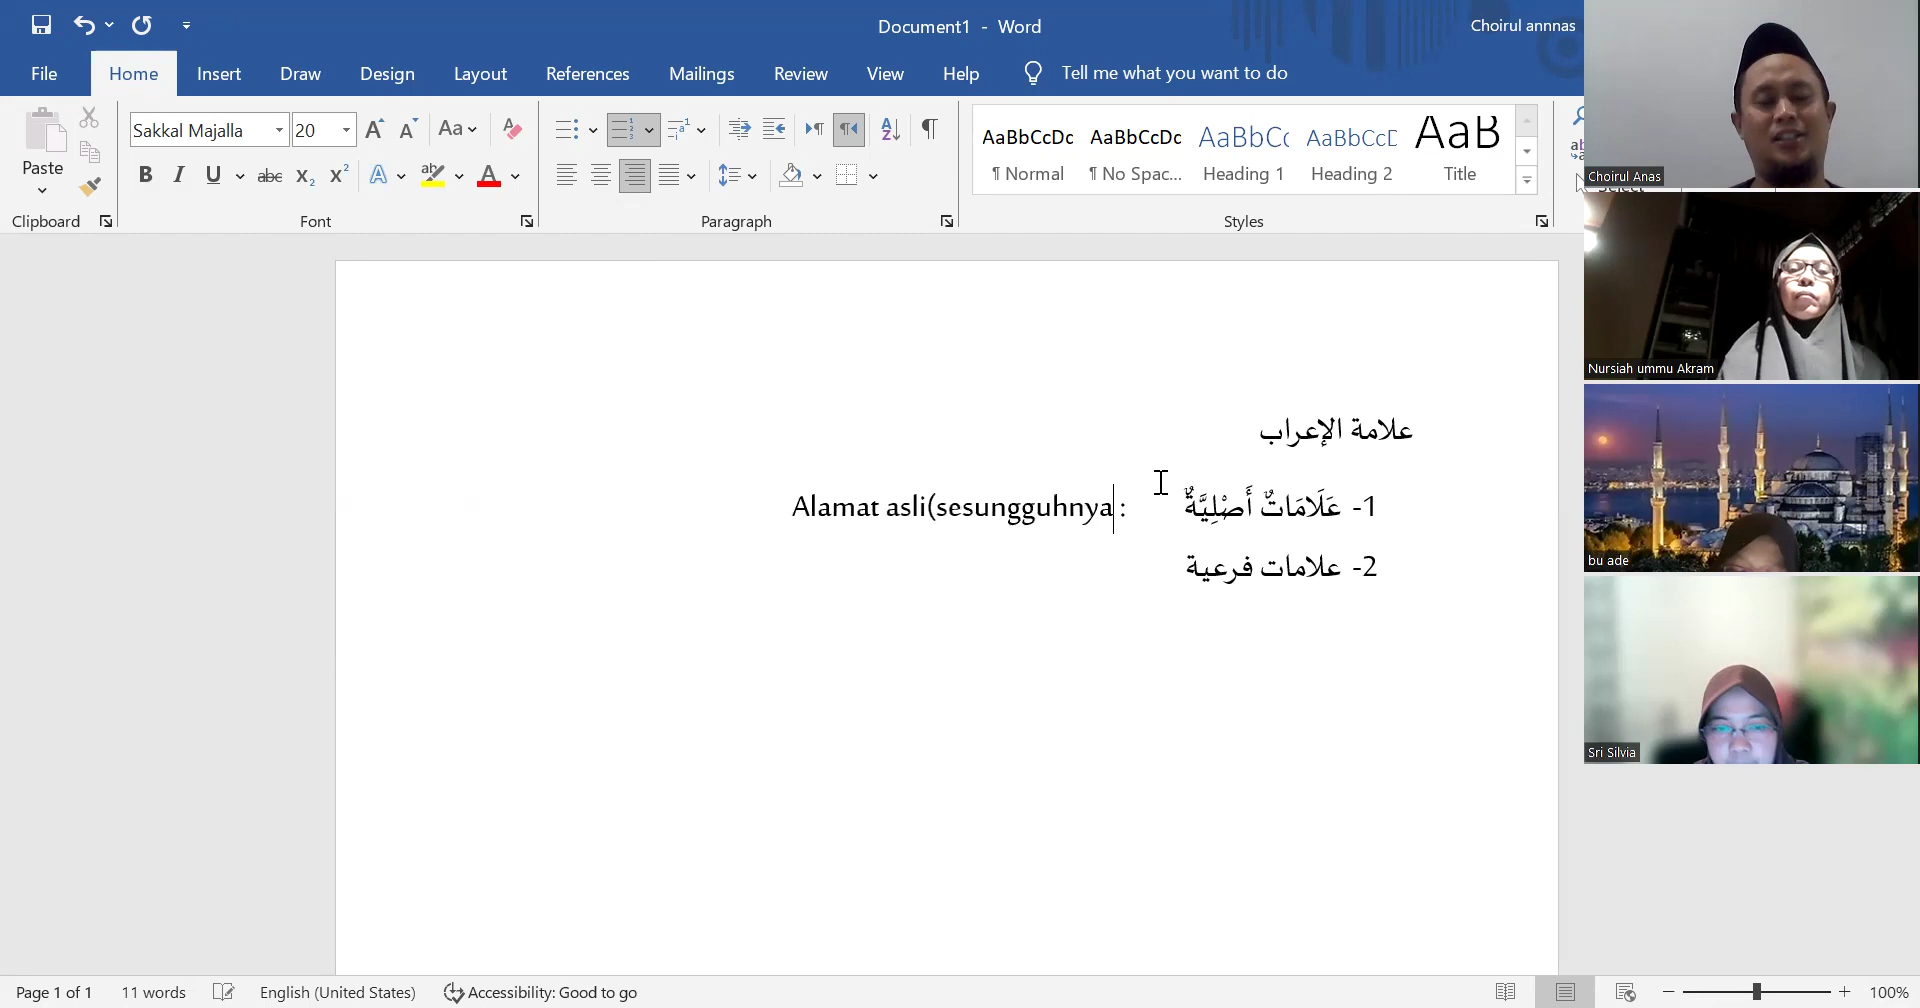 Document1 - Word
Choirul annnas
File Home Insert Draw Design Layout References Mailings Review View Help Tell me what you want to do
Paste
Clipboard
Sakkal Majalla 20
Font
Paragraph
AaBbCcDc AaBbCcDc AaBbCc AaBbCcD AaB
¶ Normal ¶ No Spac... Heading 1 Heading 2 Title
Styles
Choirul Anas
Nursiah ummu Akram
bu ade
Sri Silvia
علامة الإعراب
1- عَلَامَاتٌ أَصْلِيَّةٌ : Alamat asli(sesungguhnya
2- علامات فرعية
Page 1 of 1 11 words English (United States) Accessibility: Good to go 100%